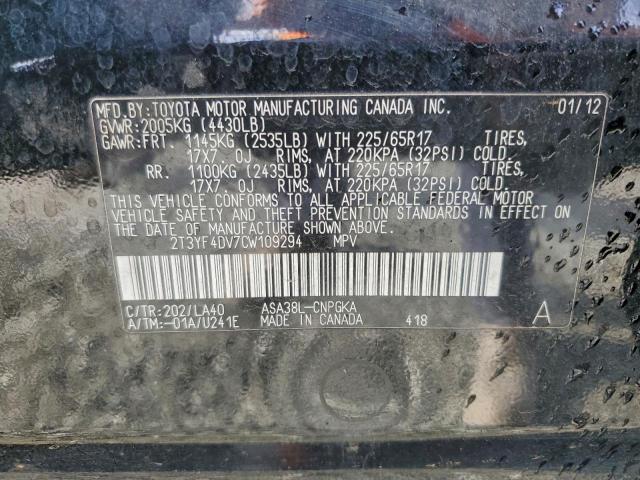 MFD.BY:TOYOTA MOTOR MANUFACTURING CANADA INC. 01/12
GVWR:2005KG (4430LB)
GAWR:FRT. 1145KG (2535LB) WITH 225/65R17 TIRES,
17X7.0J RIMS, AT 220KPA (32PSI) COLD.
RR. 1100KG (2435LB) WITH 225/65R17 TIRES,
17X7.0J RIMS, AT 220KPA (32PSI) COLD.
THIS VEHICLE CONFORMS TO ALL APPLICABLE FEDERAL MOTOR
VEHICLE SAFETY AND THEFT PREVENTION STANDARDS IN EFFECT ON
THE DATE OF MANUFACTURE SHOWN ABOVE.
2T3YF4DV7CW109294 MPV
C/TR:202/LA40 ASA38L-CNPGKA
A/TM:-01A/U241E MADE IN CANADA 418 A